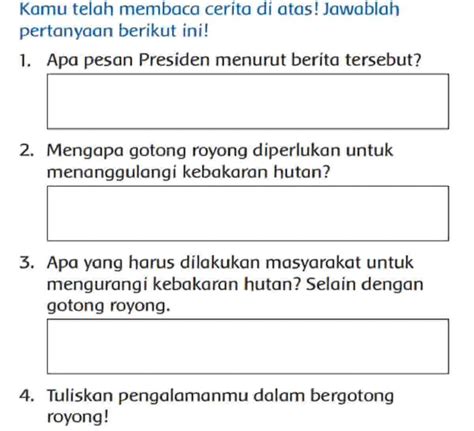 Kamu telah membaca cerita di atas! Jawablah
pertanyaan berikut ini!
1. Apa pesan Presiden menurut berita tersebut?
2. Mengapa gotong royong diperlukan untuk
menanggulangi kebakaran hutan?
3. Apa yang harus dilakukan masyarakat untuk
mengurangi kebakaran hutan? Selain dengan
gotong royong.
4. Tuliskan pengalamanmu dalam bergotong
royong!